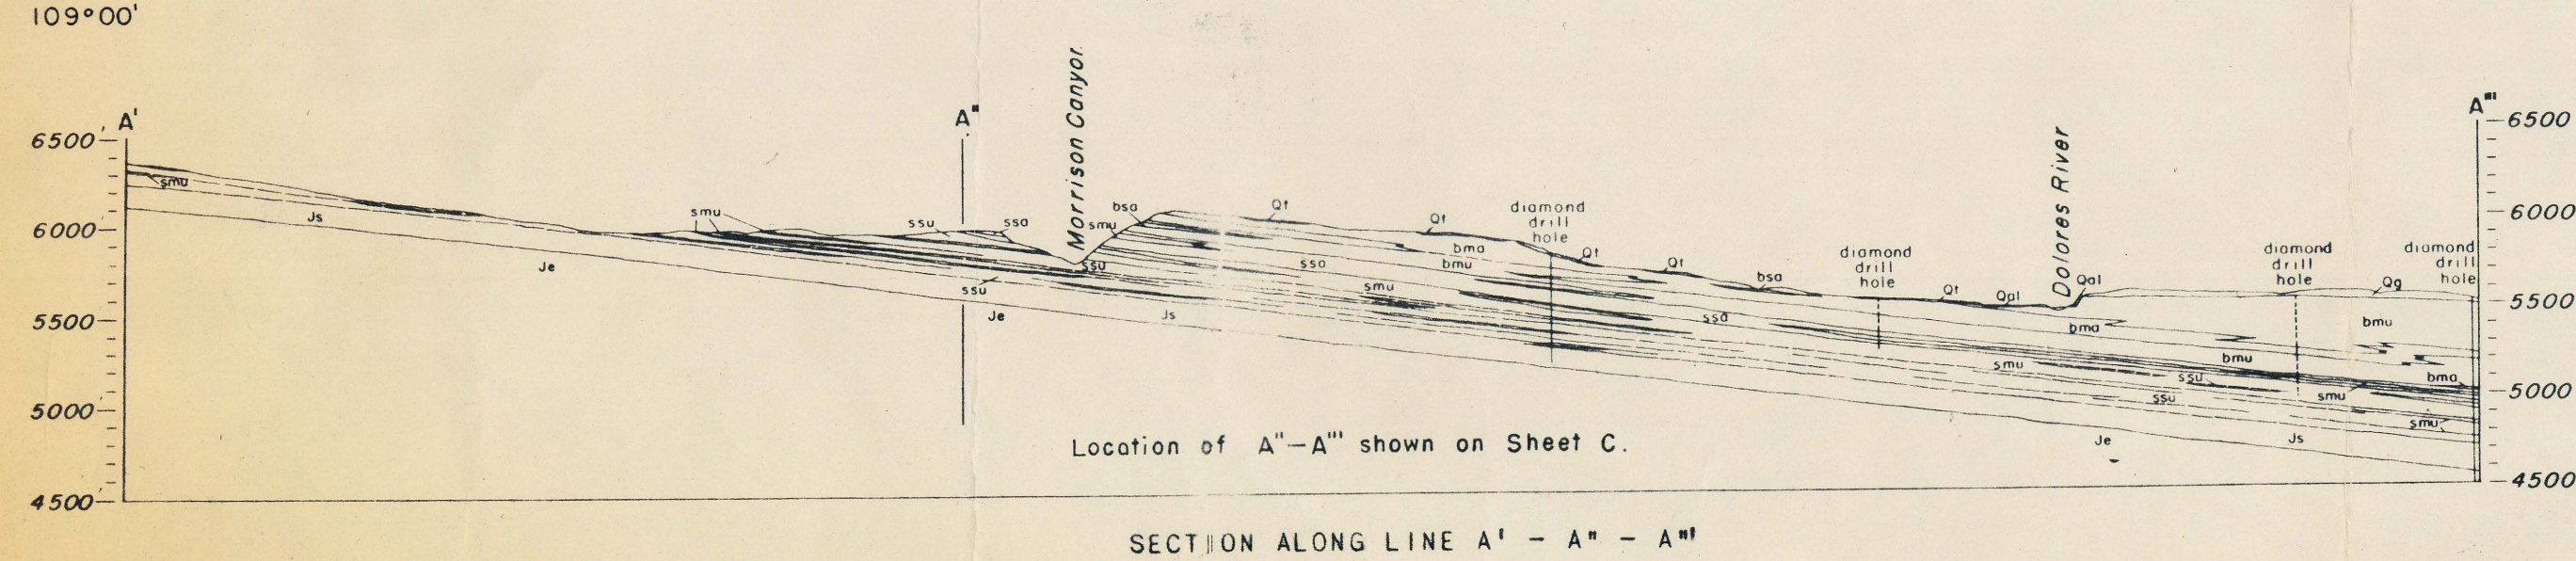 109°00'
Morrison Canyon
A'
A"
A"'
6500'
6500
Dolores River
smu
Js
smu
ssu
ssa
smu
bsa
Qt
Qt
diamond
drill
hole
Qt
Qt
bsa
diamond
drill
hole
Qt
Qal
Qal
diamond
drill
hole
Qg
diamond
drill
hole
6000'
6000
Je
ssu
ssu
ssa
bma
bmu
smu
ssa
bma
bmu
bmu
5500'
5500
Je
Js
smu
ssu
ssu
smu
bma
smu
5000'
5000
Je
Js
Location of A"—A"' shown on Sheet C.
4500'
4500
SECTION ALONG LINE A' – A" – A"'